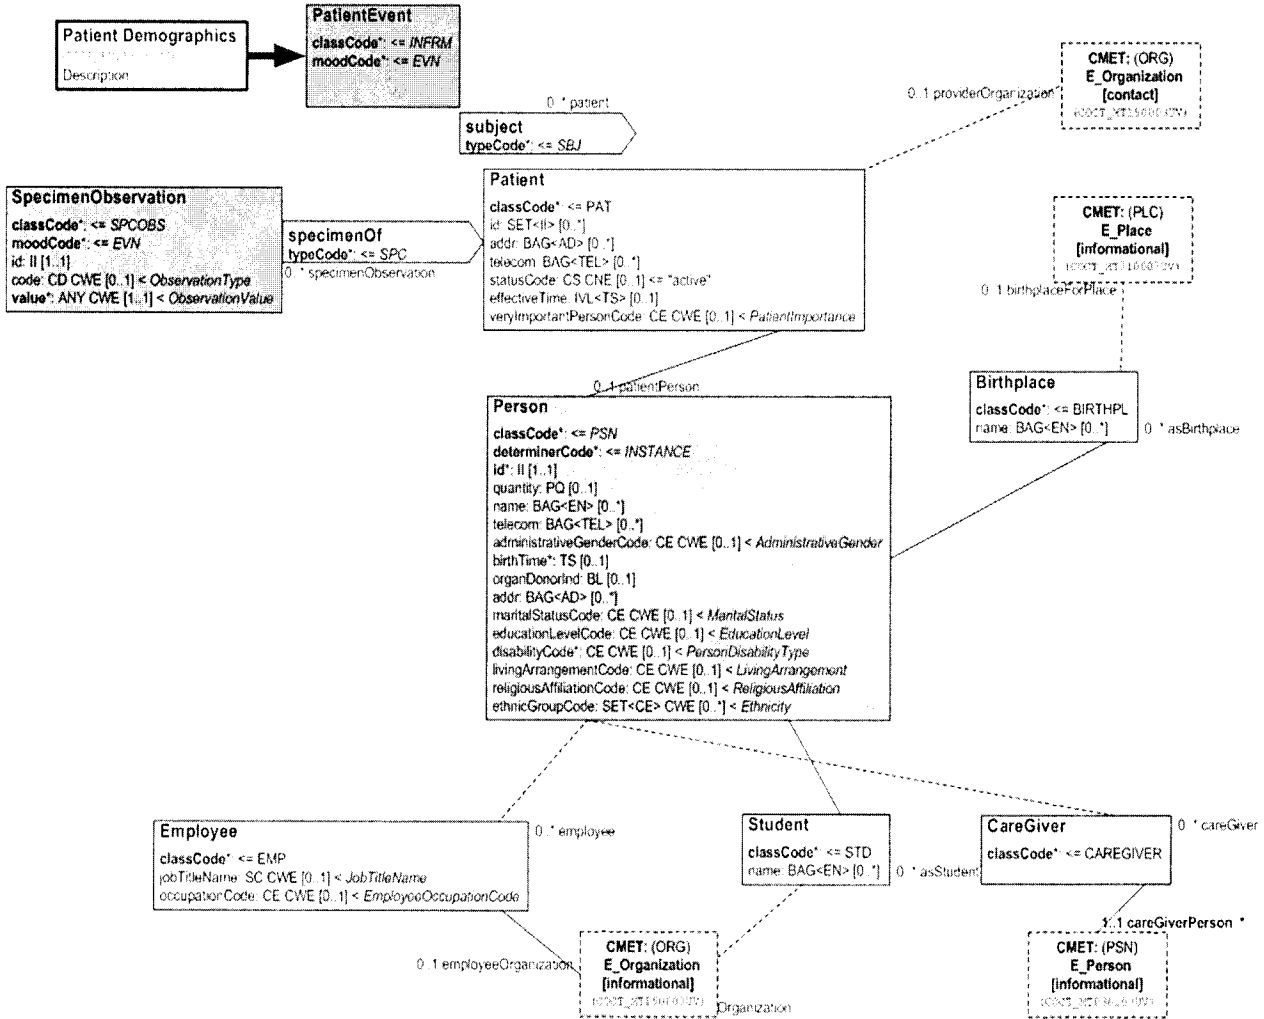 Patient Demographics
Description
PatientEvent
classCode*: <= INFRM
moodCode*: <= EVN
0..* patient
subject
typeCode*: <= SBJ
CMET: (ORG)
E_Organization
[contact]
0..1 providerOrganization
SpecimenObservation
classCode*: <= SPCOBS
moodCode*: <= EVN
id: II [1..1]
code: CD CWE [0..1] < ObservationType
value*: ANY CWE [1..1] < ObservationValue
specimenOf
typeCode*: <= SPC
0..* specimenObservation
Patient
classCode*: <= PAT
id: SET<II> [0..*]
addr: BAG<AD> [0..*]
telecom: BAG<TEL> [0..*]
statusCode: CS CNE [0..1] <= "active"
effectiveTime: IVL<TS> [0..1]
veryImportantPersonCode: CE CWE [0..1] < PatientImportance
CMET: (PLC)
E_Place
[informational]
0..1 birthplaceForPlace
Birthplace
classCode*: <= BIRTHPL
name: BAG<EN> [0..*]
0..* asBirthplace
0..1 patientPerson
Person
classCode*: <= PSN
determinerCode*: <= INSTANCE
id*: II [1..1]
quantity: PQ [0..1]
name: BAG<EN> [0..*]
telecom: BAG<TEL> [0..*]
administrativeGenderCode: CE CWE [0..1] < AdministrativeGender
birthTime*: TS [0..1]
organDonorInd: BL [0..1]
addr: BAG<AD> [0..*]
maritalStatusCode: CE CWE [0..1] < MaritalStatus
educationLevelCode: CE CWE [0..1] < EducationLevel
disabilityCode*: CE CWE [0..1] < PersonDisabilityType
livingArrangementCode: CE CWE [0..1] < LivingArrangement
religiousAffiliationCode: CE CWE [0..1] < ReligiousAffiliation
ethnicGroupCode: SET<CE> CWE [0..*] < Ethnicity
Employee
classCode*: <= EMP
jobTitleName: SC CWE [0..1] < JobTitleName
occupationCode: CE CWE [0..1] < EmployeeOccupationCode
0..* employee
Student
classCode*: <= STD
name: BAG<EN> [0..*]
0..* asStudent
CareGiver
classCode*: <= CAREGIVER
0..* careGiver
0..1 employeeOrganization
CMET: (ORG)
E_Organization
[informational]
Organization
1..1 careGiverPerson *
CMET: (PSN)
E_Person
[informational]